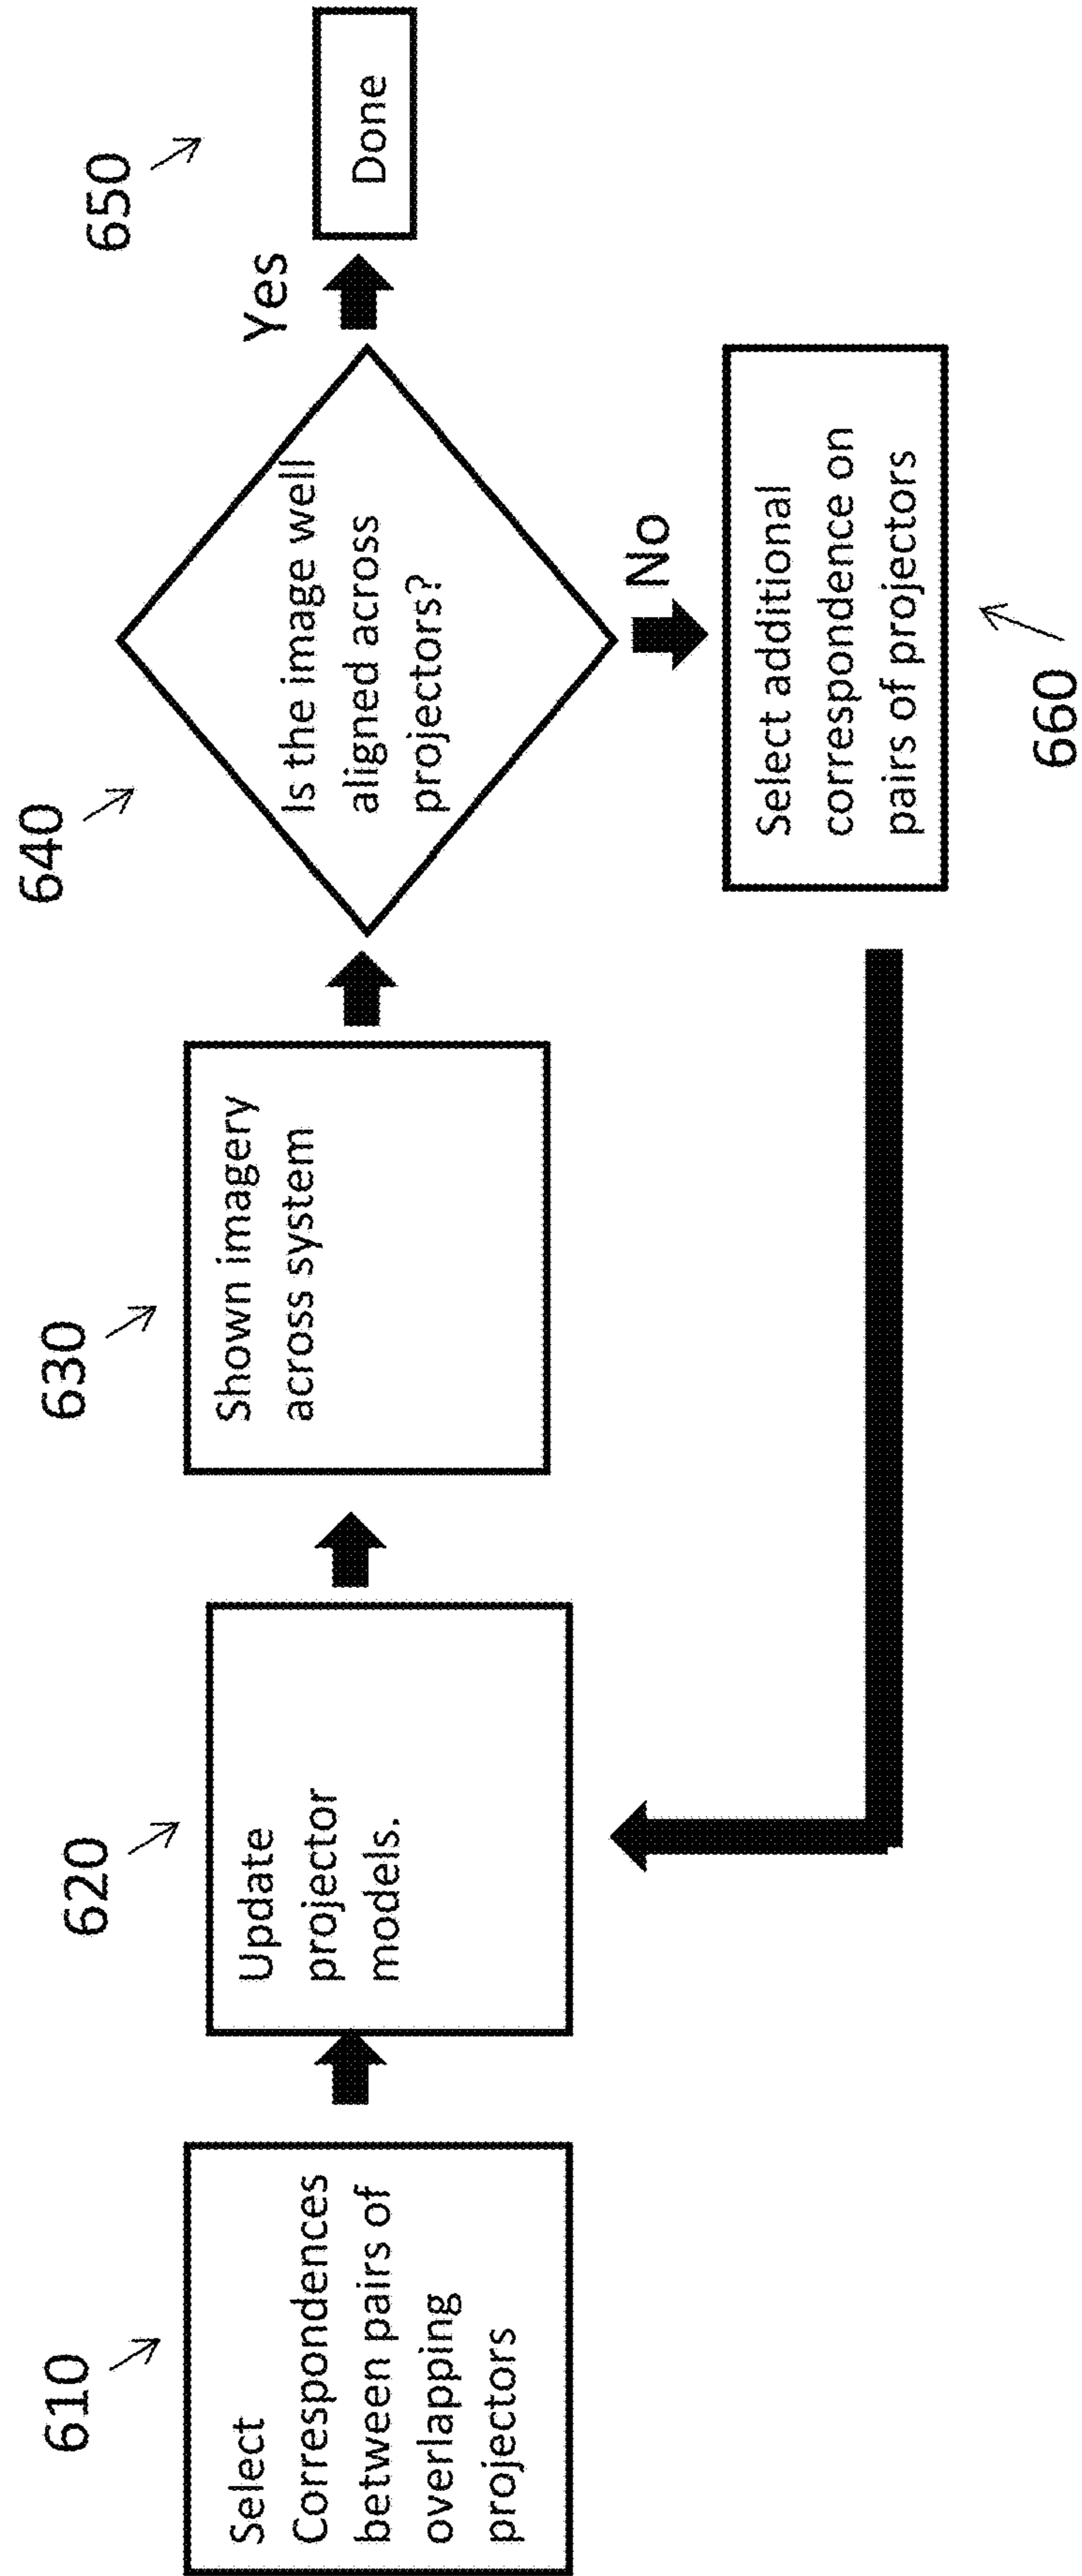 610
Select
Correspondences
between pairs of
overlapping
projectors
620
Update
projector
models.
630
Shown imagery
across system
640
Is the image well
aligned across
projectors?
Yes
650
Done
No
Select additional
correspondence on
pairs of projectors
660